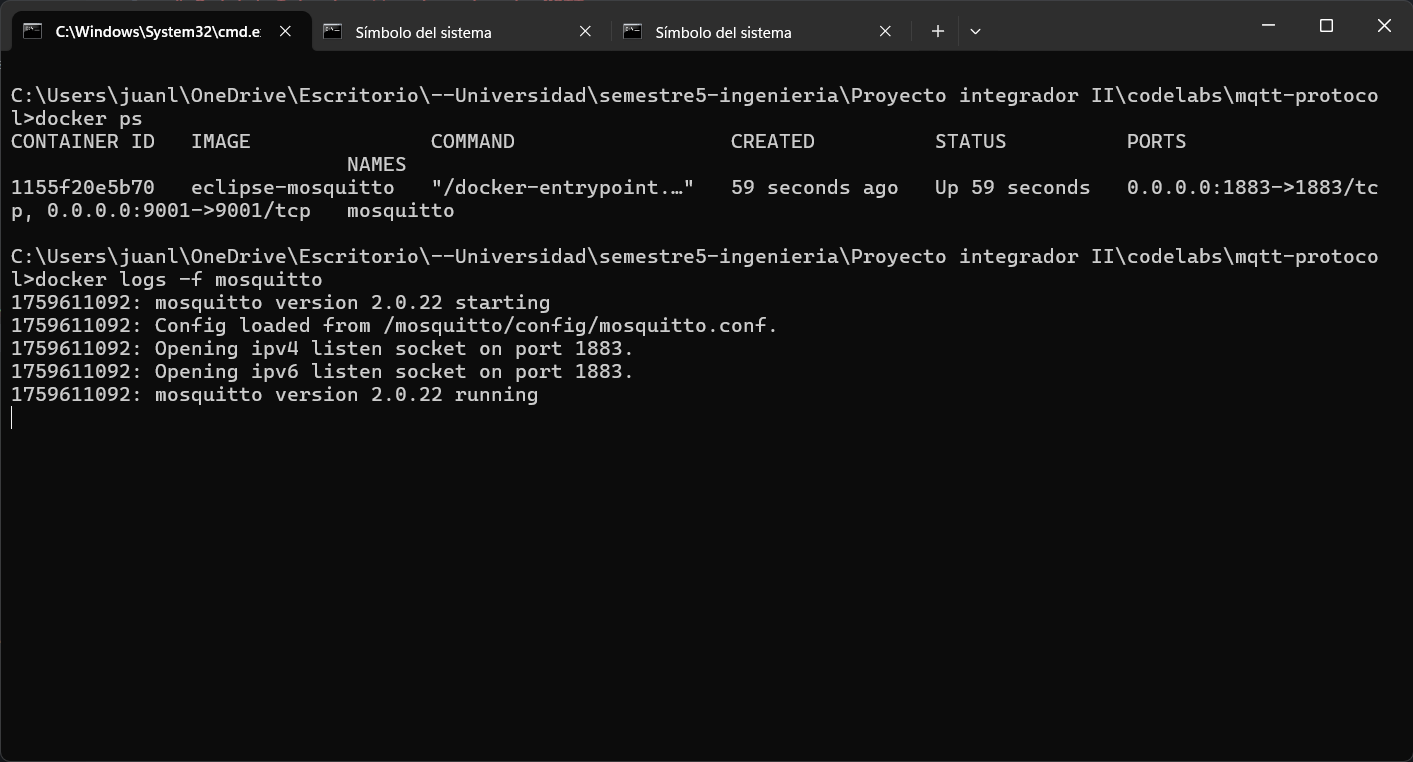 C:\Windows\System32\cmd.e
Símbolo del sistema
Símbolo del sistema
C:\Users\juanl\OneDrive\Escritorio\--Universidad\semestre5-ingenieria\Proyecto integrador II\codelabs\mqtt-protoco
l>docker ps
CONTAINER ID   IMAGE               COMMAND                  CREATED          STATUS          PORTS
                            NAMES
1155f20e5b70   eclipse-mosquitto   "/docker-entrypoint.…"   59 seconds ago   Up 59 seconds   0.0.0.0:1883->1883/tc
p, 0.0.0.0:9001->9001/tcp   mosquitto
C:\Users\juanl\OneDrive\Escritorio\--Universidad\semestre5-ingenieria\Proyecto integrador II\codelabs\mqtt-protoco
l>docker logs -f mosquitto
1759611092: mosquitto version 2.0.22 starting
1759611092: Config loaded from /mosquitto/config/mosquitto.conf.
1759611092: Opening ipv4 listen socket on port 1883.
1759611092: Opening ipv6 listen socket on port 1883.
1759611092: mosquitto version 2.0.22 running